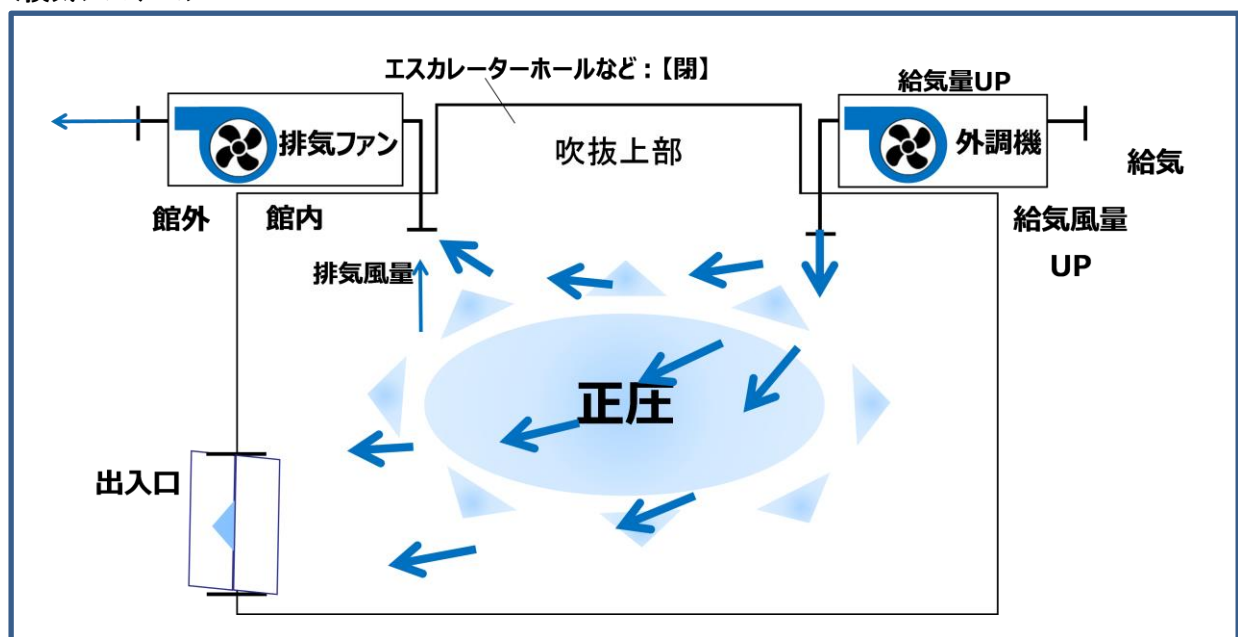 エスカレーターホールなど：【閉】
給気量UP
排気ファン
吹抜上部
外調機
給気
館外
館内
給気風量
UP
排気風量
正圧
出入口